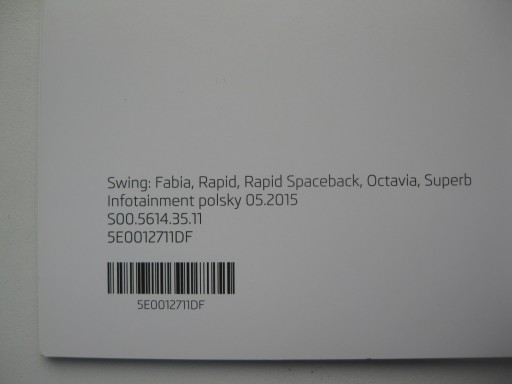 Swing: Fabia, Rapid, Rapid Spaceback, Octavia, Superb
Infotainment polsky 05.2015
S00.5614.35.11
5E0012711DF
5E0012711DF